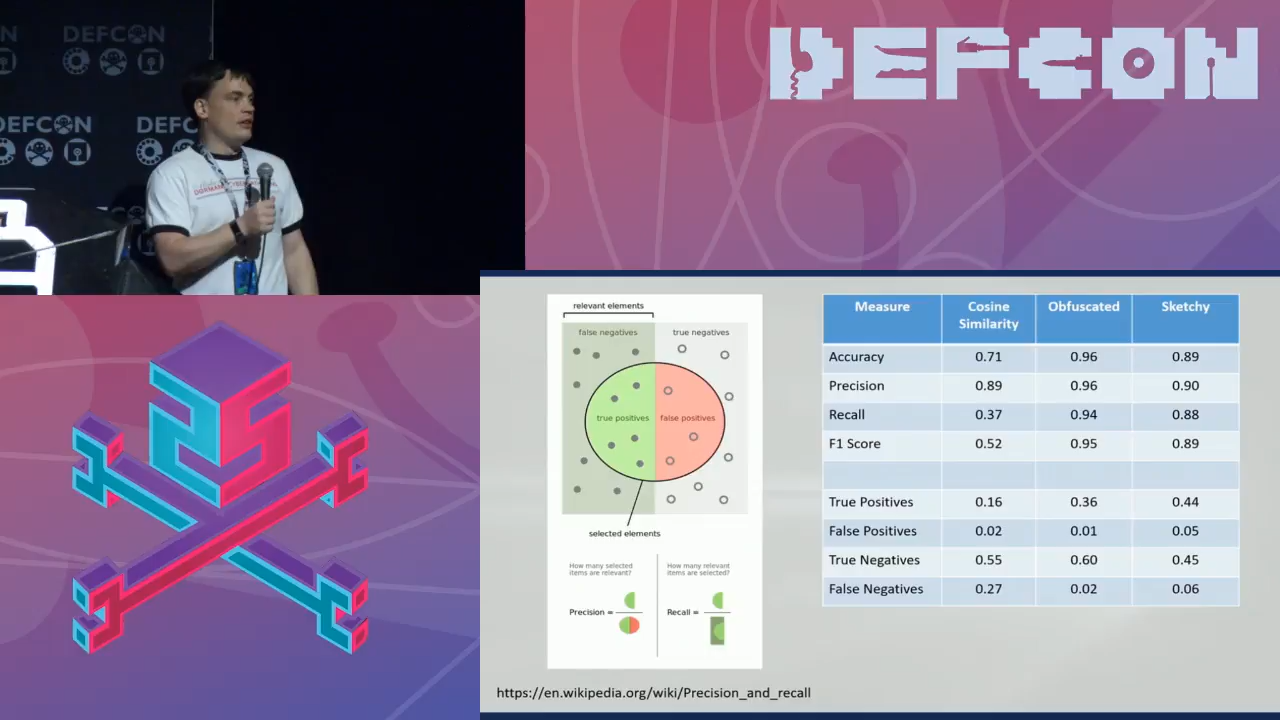 DEFCON
DEFCON
DEFCON
DEFC
relevant elements
false negatives
true negatives
true positives
false positives
selected elements
How many selected
items are relevant?
How many relevant
items are selected?
Precision =
Recall =
https://en.wikipedia.org/wiki/Precision_and_recall
Measure Cosine Similarity Obfuscated Sketchy
Accuracy 0.71 0.96 0.89
Precision 0.89 0.96 0.90
Recall 0.37 0.94 0.88
F1 Score 0.52 0.95 0.89
True Positives 0.16 0.36 0.44
False Positives 0.02 0.01 0.05
True Negatives 0.55 0.60 0.45
False Negatives 0.27 0.02 0.06